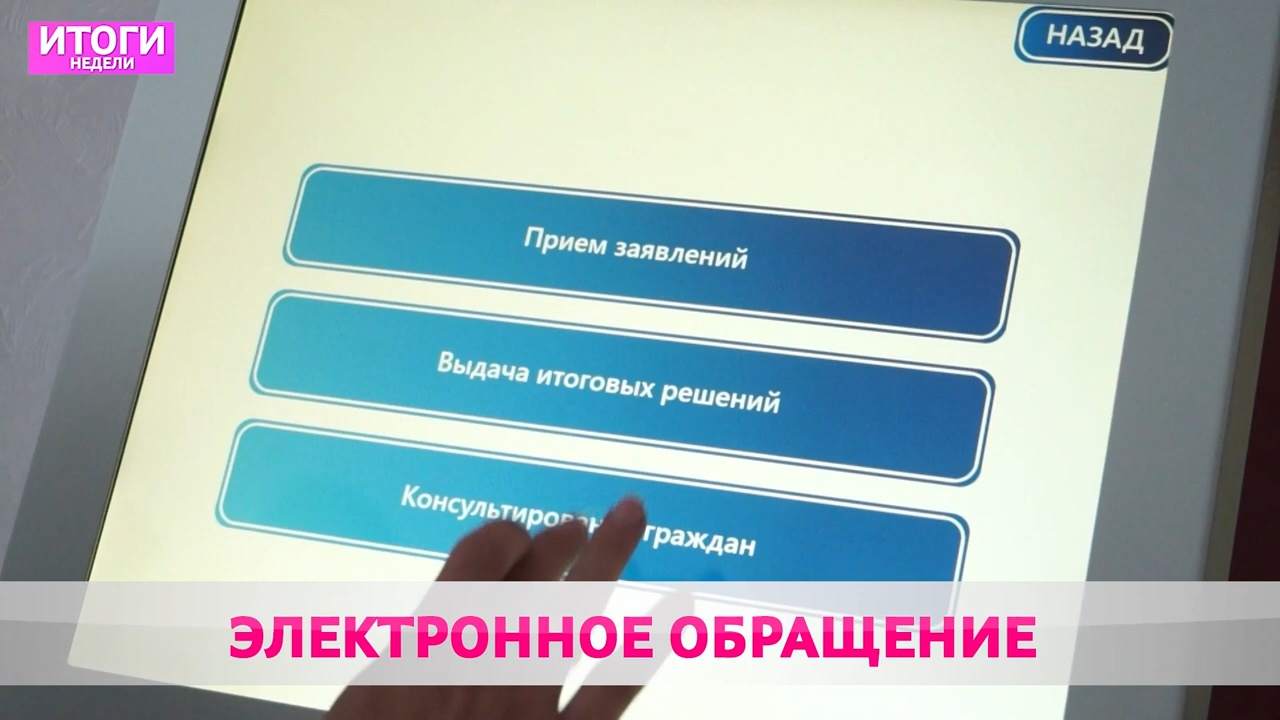 ИТОГИ
НЕДЕЛИ
НАЗАД
Прием заявлений
Выдача итоговых решений
граждан
ЭЛЕКТРОННОЕ ОБРАЩЕНИЕ